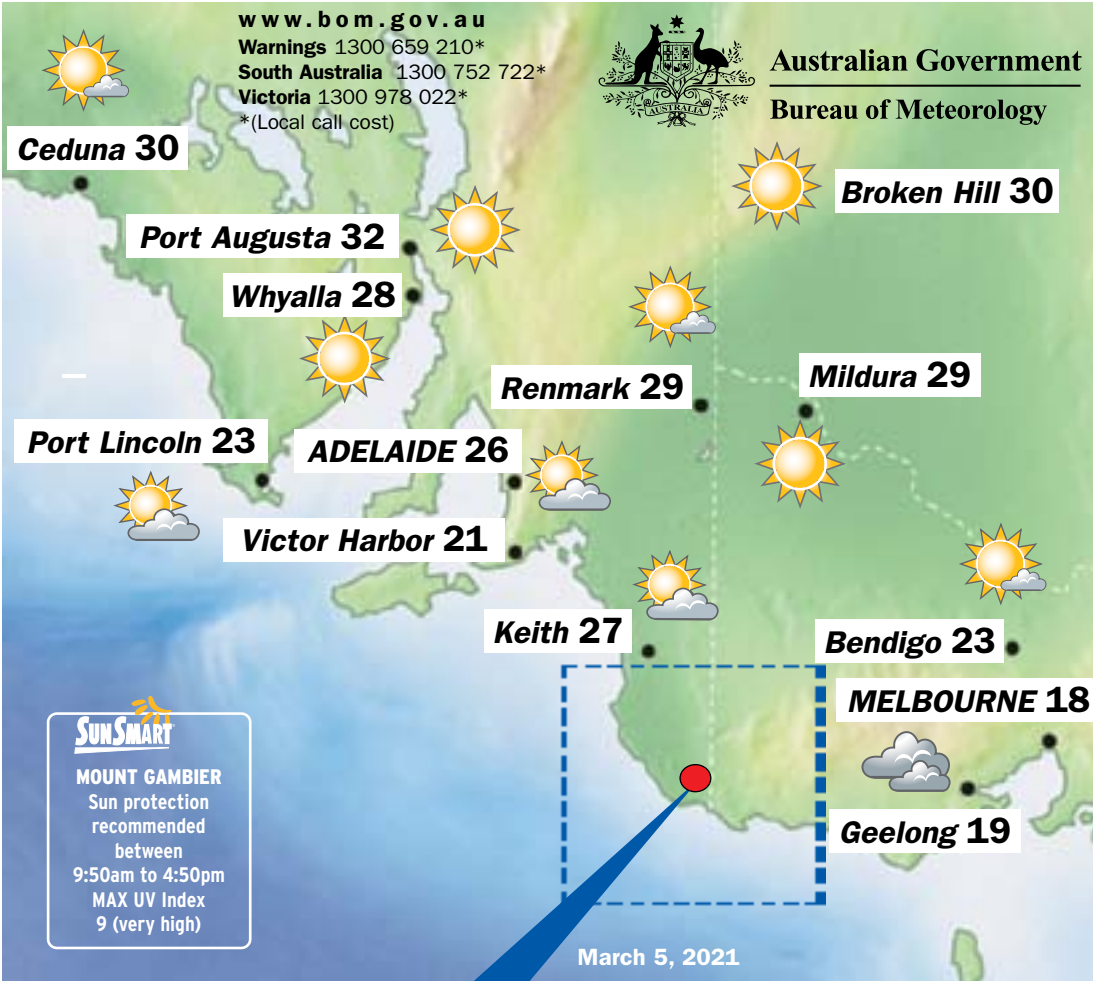 www.bom.gov.au
Warnings 1300 659 210*
South Australia 1300 752 722*
Victoria 1300 978 022*
*(Local call cost)
AUSTRALIA
Australian Government
Bureau of Meteorology
Ceduna 30
Broken Hill 30
Port Augusta 32
Whyalla 28
Renmark 29
Mildura 29
Port Lincoln 23
ADELAIDE 26
Victor Harbor 21
Keith 27
Bendigo 23
MELBOURNE 18
Geelong 19
SUNSMART
MOUNT GAMBIER
Sun protection
recommended
between
9:50am to 4:50pm
MAX UV Index
9 (very high)
March 5, 2021